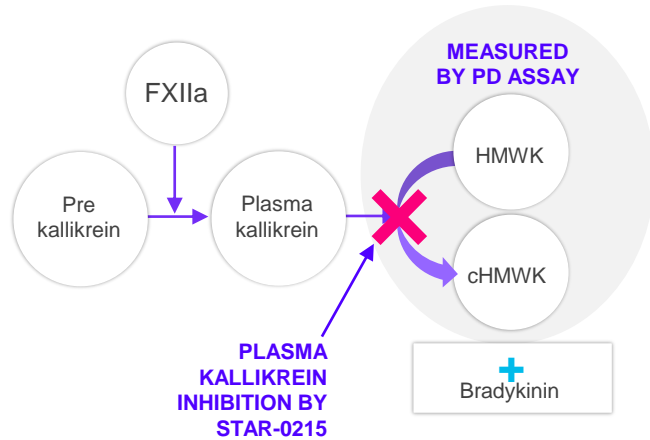 MEASURED
BY PD ASSAY
FXIIa
HMWK
Pre
kallikrein
Plasma
kallikrein
cHMWK
PLASMA
KALLIKREIN
INHIBITION BY
STAR-0215
+
Bradykinin